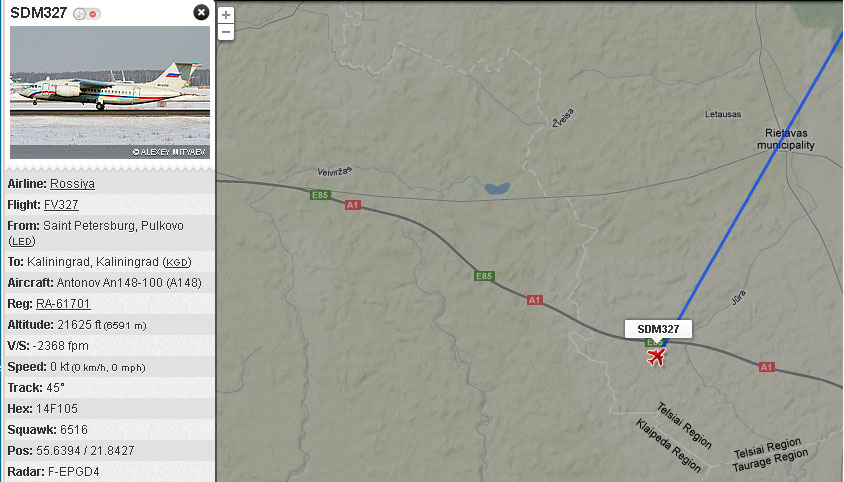 SDM327
© ALEXEY MITYAEV
Airline: Rossiya
Flight: FV327
From: Saint Petersburg, Pulkovo
(LED)
To: Kaliningrad, Kaliningrad (KGD)
Aircraft: Antonov An148-100 (A148)
Reg: RA-61701
Altitude: 21625 ft (6591 m)
V/S: -2368 fpm
Speed: 0 kt (0 km/h, 0 mph)
Track: 45°
Hex: 14F105
Squawk: 6516
Pos: 55.6394 / 21.8427
Radar: F-EPGD4
+
−
Letausas
Žvelsa
Rietavas
municipality
Veiviržas
E85
A1
E85
A1
Jūra
SDM327
E85
A1
Telsiai Region
Klaipeda Region
Telsiai Region
Taurage Region